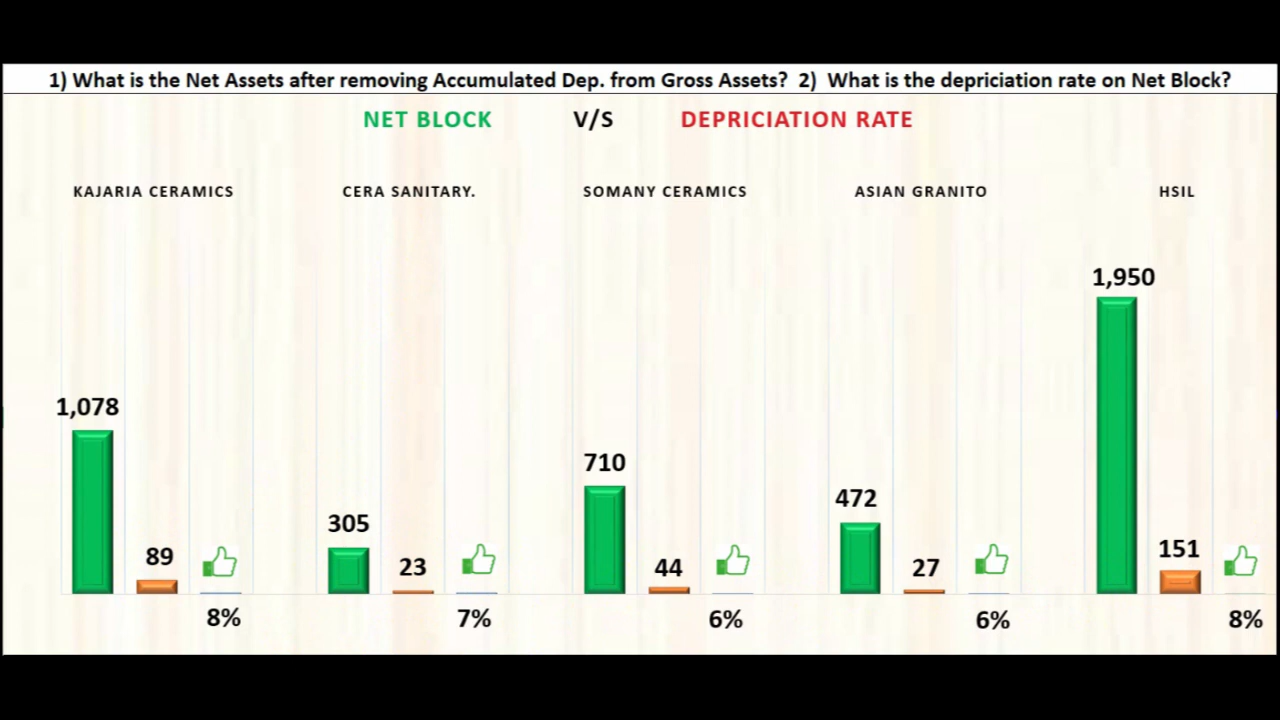 1) What is the Net Assets after removing Accumulated Dep. from Gross Assets? 2) What is the depriciation rate on Net Block?
NET BLOCK V/S DEPRICIATION RATE
KAJARIA CERAMICS CERA SANITARY. SOMANY CERAMICS ASIAN GRANITO HSIL
1,950
1,078
710
472
305
89 23 44 27 151
8% 7% 6% 6% 8%